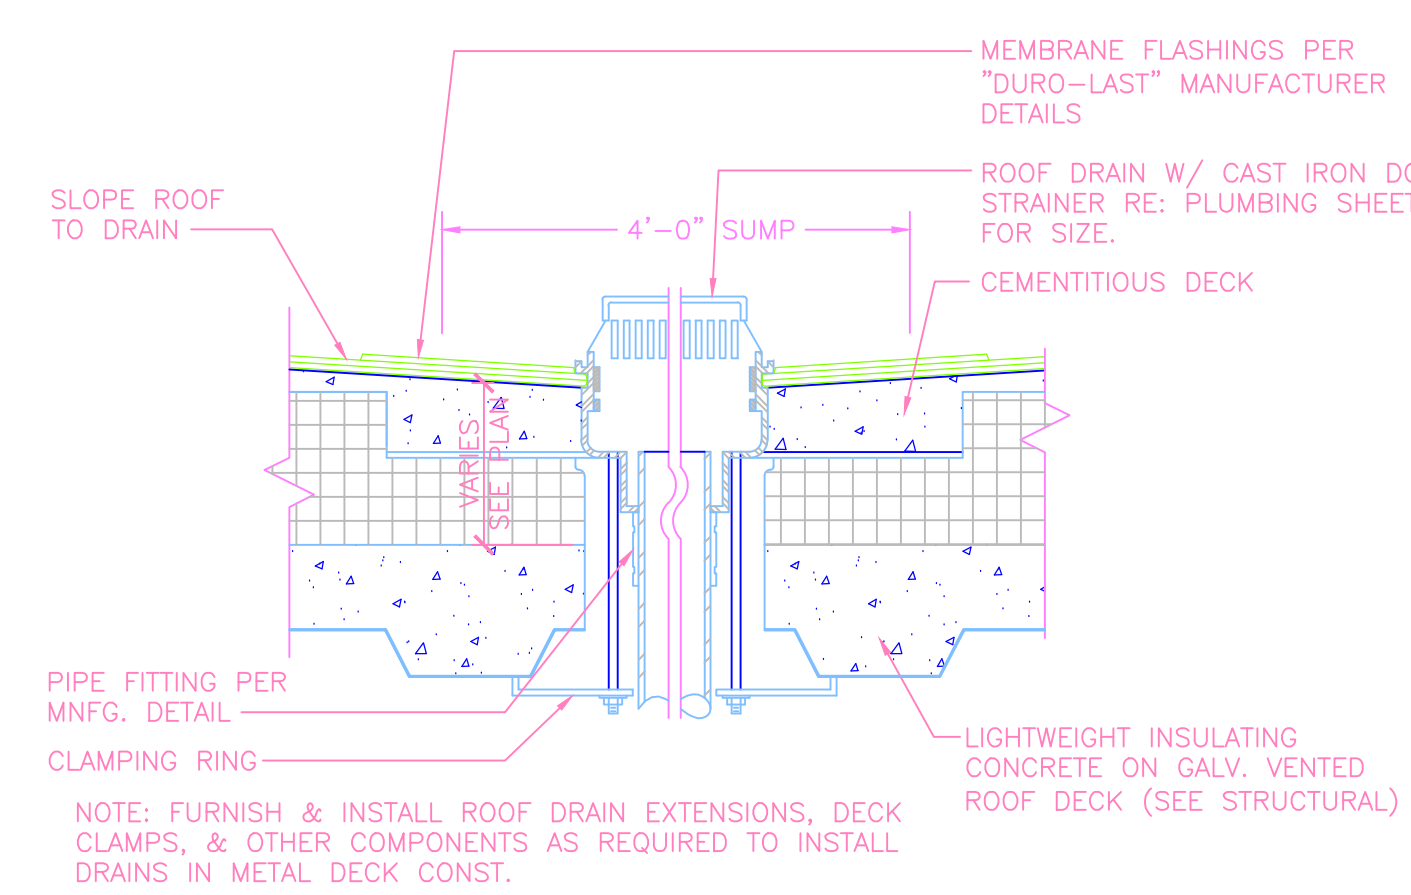 MEMBRANE FLASHINGS PER
"DURO-LAST" MANUFACTURER
DETAILS
ROOF DRAIN W/ CAST IRON
STRAINER RE: PLUMBING SHEET
FOR SIZE.
SLOPE ROOF
TO DRAIN
4'-0" SUMP
CEMENTITIOUS DECK
VARIES
SEE PLAN
PIPE FITTING PER
MNFG. DETAIL
CLAMPING RING
LIGHTWEIGHT INSULATING
CONCRETE ON GALV. VENTED
ROOF DECK (SEE STRUCTURAL)
NOTE: FURNISH & INSTALL ROOF DRAIN EXTENSIONS, DECK
CLAMPS, & OTHER COMPONENTS AS REQUIRED TO INSTALL
DRAINS IN METAL DECK CONST.